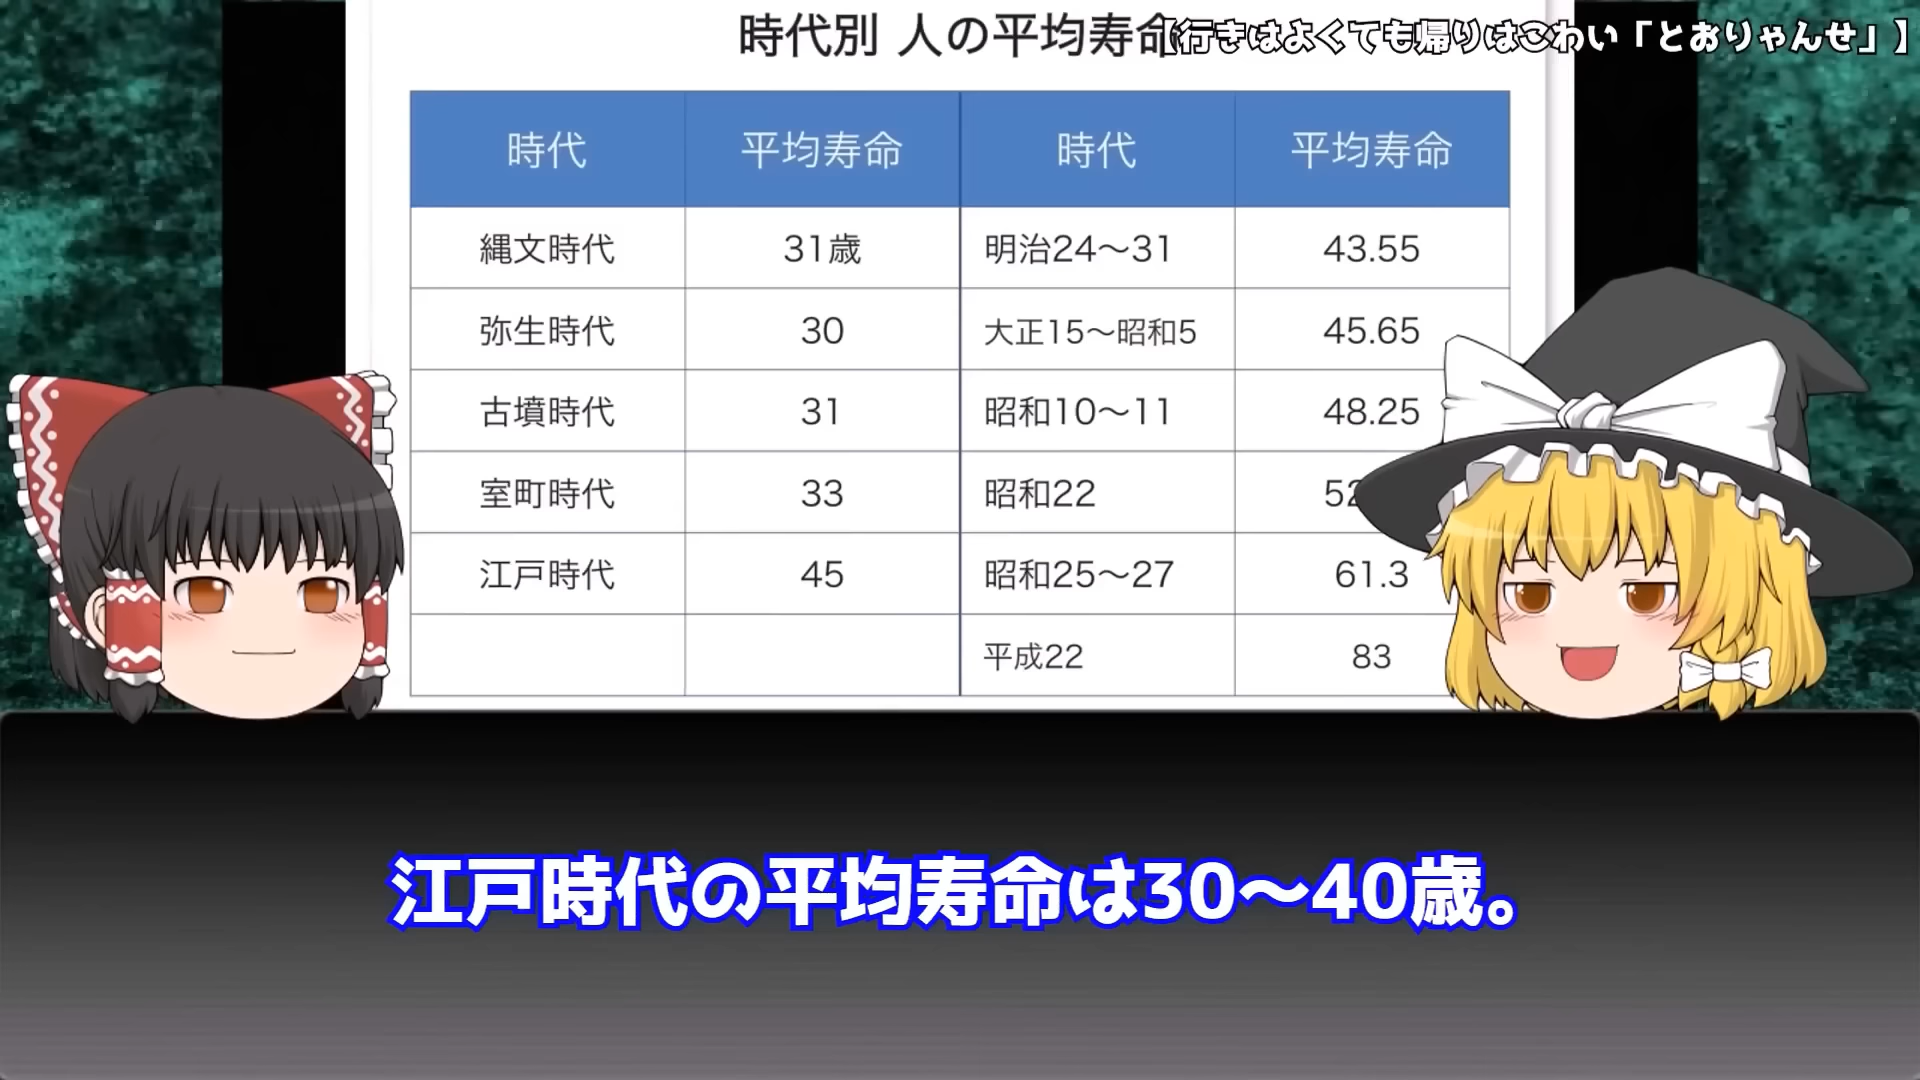 時代別 人の平均寿命
【行きはよくても帰りはこわい「とおりゃんせ」】
時代 平均寿命 時代 平均寿命
縄文時代 31歳 明治24〜31 43.55
弥生時代 30 大正15〜昭和5 45.65
古墳時代 31 昭和10〜11 48.25
室町時代 33 昭和22
江戸時代 45 昭和25〜27 61.3
平成22 83
江戸時代の平均寿命は30〜40歳。